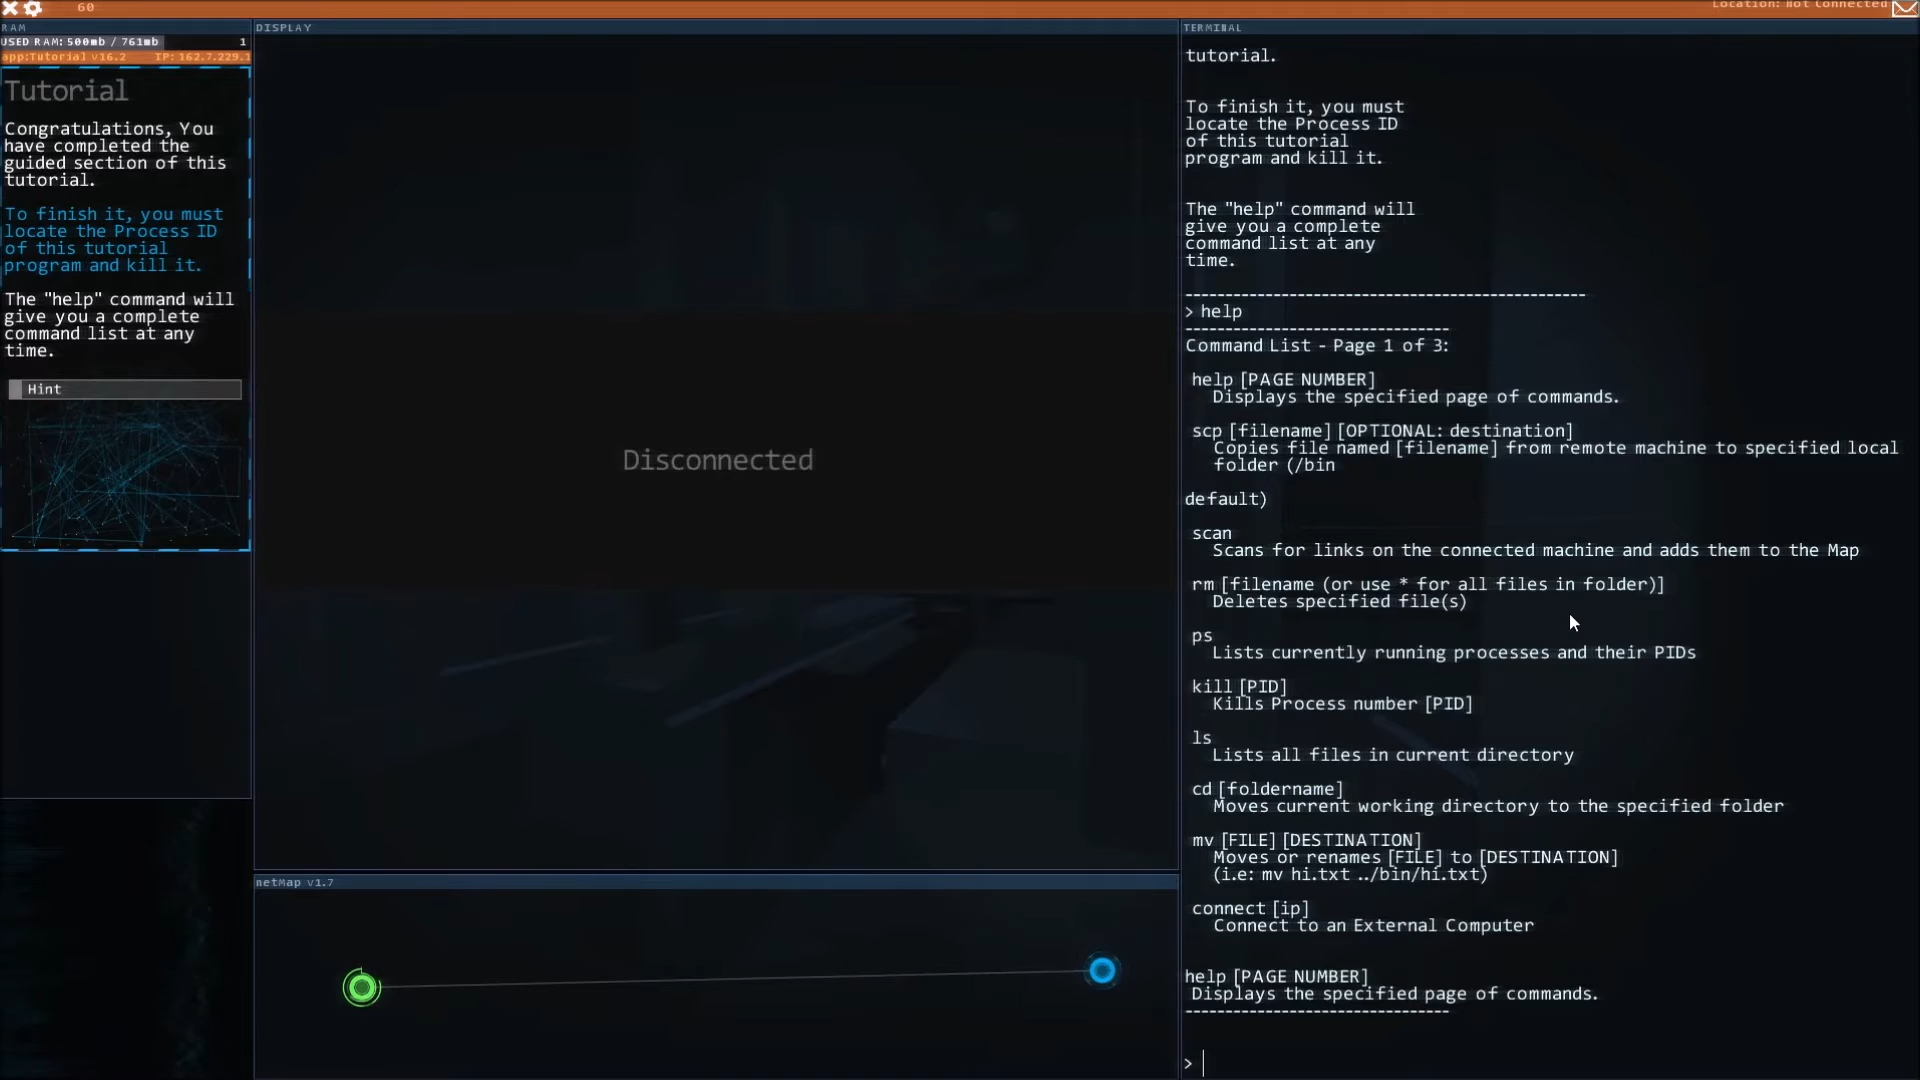 60
Location: Not Connected
RAM
USED RAM: 500mb / 761mb
1
app:Tutorial v16.2
IP: 162.7.229.1
Tutorial
Congratulations, You
have completed the
guided section of this
tutorial.
To finish it, you must
locate the Process ID
of this tutorial
program and kill it.
The "help" command will
give you a complete
command list at any
time.
Hint
DISPLAY
Disconnected
netMap v1.7
TERMINAL
tutorial.
To finish it, you must
locate the Process ID
of this tutorial
program and kill it.
The "help" command will
give you a complete
command list at any
time.
--------------------------------------------------
> help
---------------------------------
Command List - Page 1 of 3:
help [PAGE NUMBER]
Displays the specified page of commands.
scp [filename] [OPTIONAL: destination]
Copies file named [filename] from remote machine to specified local
folder (/bin
default)
scan
Scans for links on the connected machine and adds them to the Map
rm [filename (or use * for all files in folder)]
Deletes specified file(s)
ps
Lists currently running processes and their PIDs
kill [PID]
Kills Process number [PID]
ls
Lists all files in current directory
cd [foldername]
Moves current working directory to the specified folder
mv [FILE] [DESTINATION]
Moves or renames [FILE] to [DESTINATION]
(i.e: mv hi.txt ../bin/hi.txt)
connect [ip]
Connect to an External Computer
help [PAGE NUMBER]
Displays the specified page of commands.
---------------------------------
>